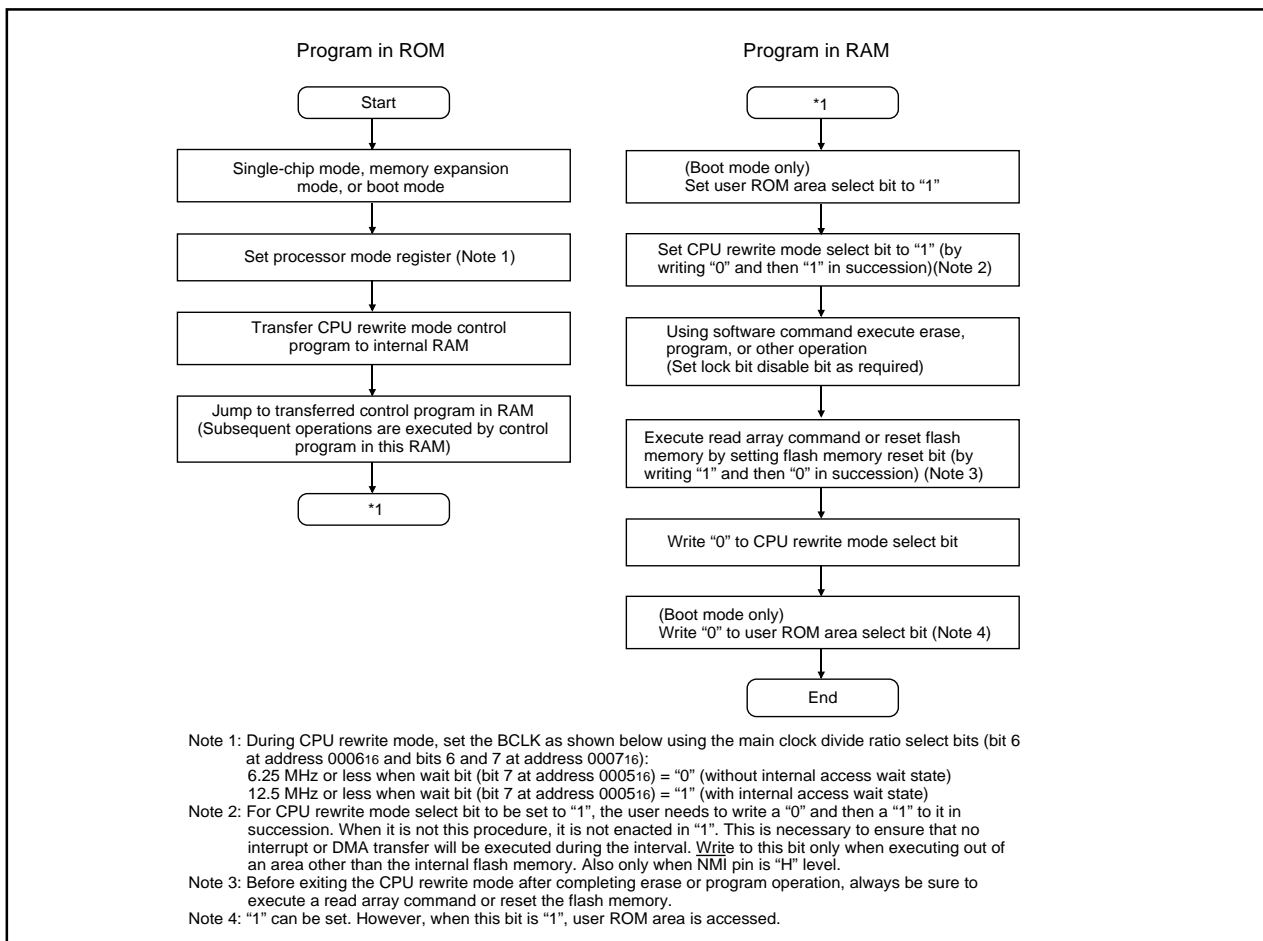 Program in ROM
Start
Single-chip mode, memory expansion
mode, or boot mode
Set processor mode register (Note 1)
Transfer CPU rewrite mode control
program to internal RAM
Jump to transferred control program in RAM
(Subsequent operations are executed by control
program in this RAM)
*1
Program in RAM
*1
(Boot mode only)
Set user ROM area select bit to “1”
Set CPU rewrite mode select bit to “1” (by
writing “0” and then “1” in succession)(Note 2)
Using software command execute erase,
program, or other operation
(Set lock bit disable bit as required)
Execute read array command or reset flash
memory by setting flash memory reset bit (by
writing “1” and then “0” in succession) (Note 3)
Write “0” to CPU rewrite mode select bit
(Boot mode only)
Write “0” to user ROM area select bit (Note 4)
End
Note 1: During CPU rewrite mode, set the BCLK as shown below using the main clock divide ratio select bits (bit 6
at address 000616 and bits 6 and 7 at address 000716):
6.25 MHz or less when wait bit (bit 7 at address 000516) = “0” (without internal access wait state)
12.5 MHz or less when wait bit (bit 7 at address 000516) = “1” (with internal access wait state)
Note 2: For CPU rewrite mode select bit to be set to “1”, the user needs to write a “0” and then a “1” to it in
succession. When it is not this procedure, it is not enacted in “1”. This is necessary to ensure that no
interrupt or DMA transfer will be executed during the interval. Write to this bit only when executing out of
an area other than the internal flash memory. Also only when NMI pin is “H” level.
Note 3: Before exiting the CPU rewrite mode after completing erase or program operation, always be sure to
execute a read array command or reset the flash memory.
Note 4: “1” can be set. However, when this bit is “1”, user ROM area is accessed.